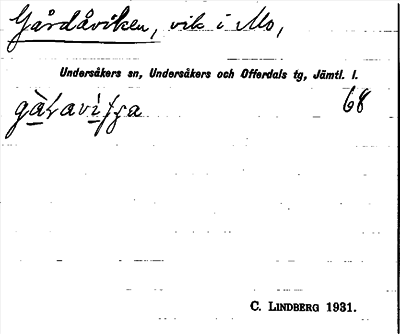 Gårdåviken, vik i Mo,
Undersåkers sn, Undersåkers och Offerdals tg, Jämtl. l.
68
C. LINDBERG 1931.